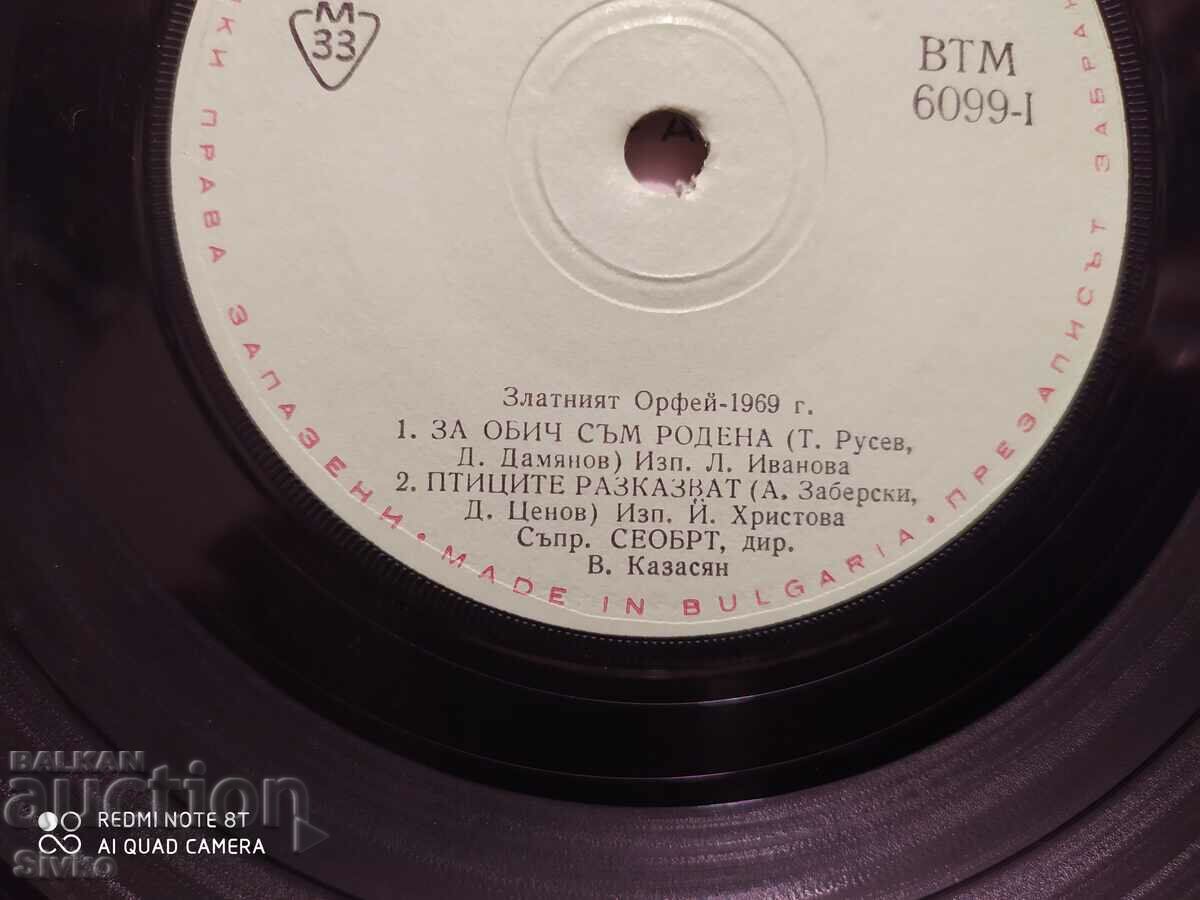 М
33
ВТМ
6099-I
А
Златният Орфей-1969 г.
1. ЗА ОБИЧ СЪМ РОДЕНА (Т. Русев,
Д. Дамянов) Изп. Л. Иванова
2. ПТИЦИТЕ РАЗКАЗВАТ (А. Заберски,
Д. Ценов) Изп. Й. Христова
Съпр. СЕОБРТ, дир.
В. Казасян
ПРАВА ЗАПАЗЕНИ • MADE IN BULGARIA • ПРЕЗАПИСЪТ
BALKAN
auction
REDMI NOTE 8T
AI QUAD CAMERA
Sivko